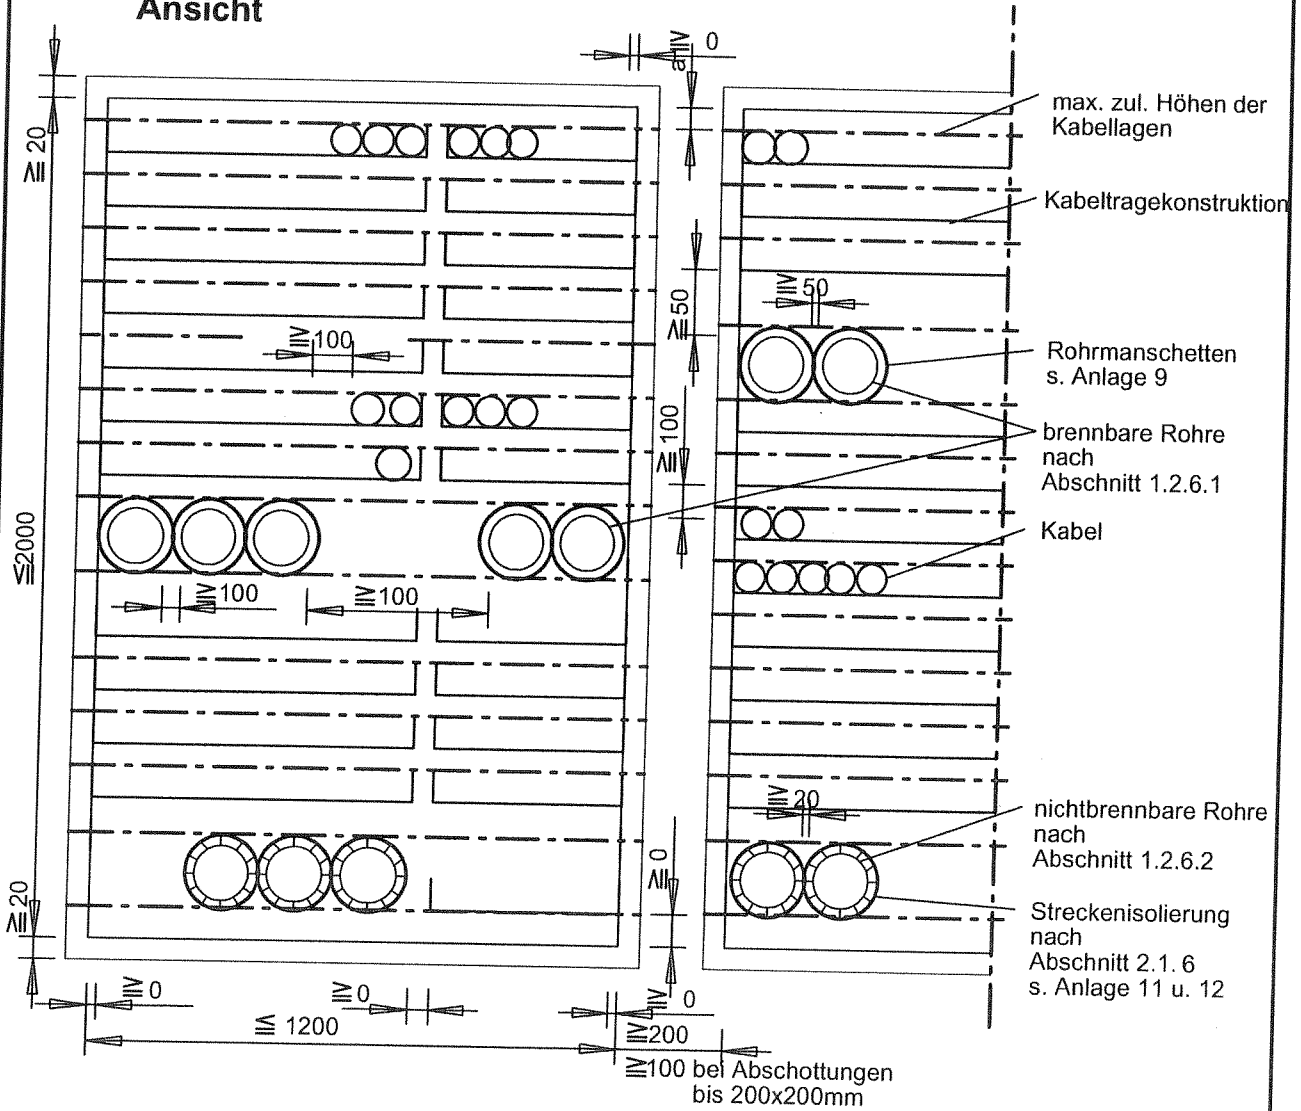 Ansicht
≧ 0
a
≧ 20
max. zul. Höhen der
Kabellagen
Kabeltragekonstruktion
≧ 50
≧ 50
≧ 100
Rohrmanschetten
s. Anlage 9
≧ 100
brennbare Rohre
nach
Abschnitt 1.2.6.1
Kabel
≦2000
≧ 100
≧ 100
≧ 20
nichtbrennbare Rohre
nach
Abschnitt 1.2.6.2
≧ 0
≧ 20
Streckenisolierung
nach
Abschnitt 2.1. 6
s. Anlage 11 u. 12
≧ 0
≧ 0
≧ 0
≦ 1200
≧200
≧100 bei Abschottungen
bis 200x200mm